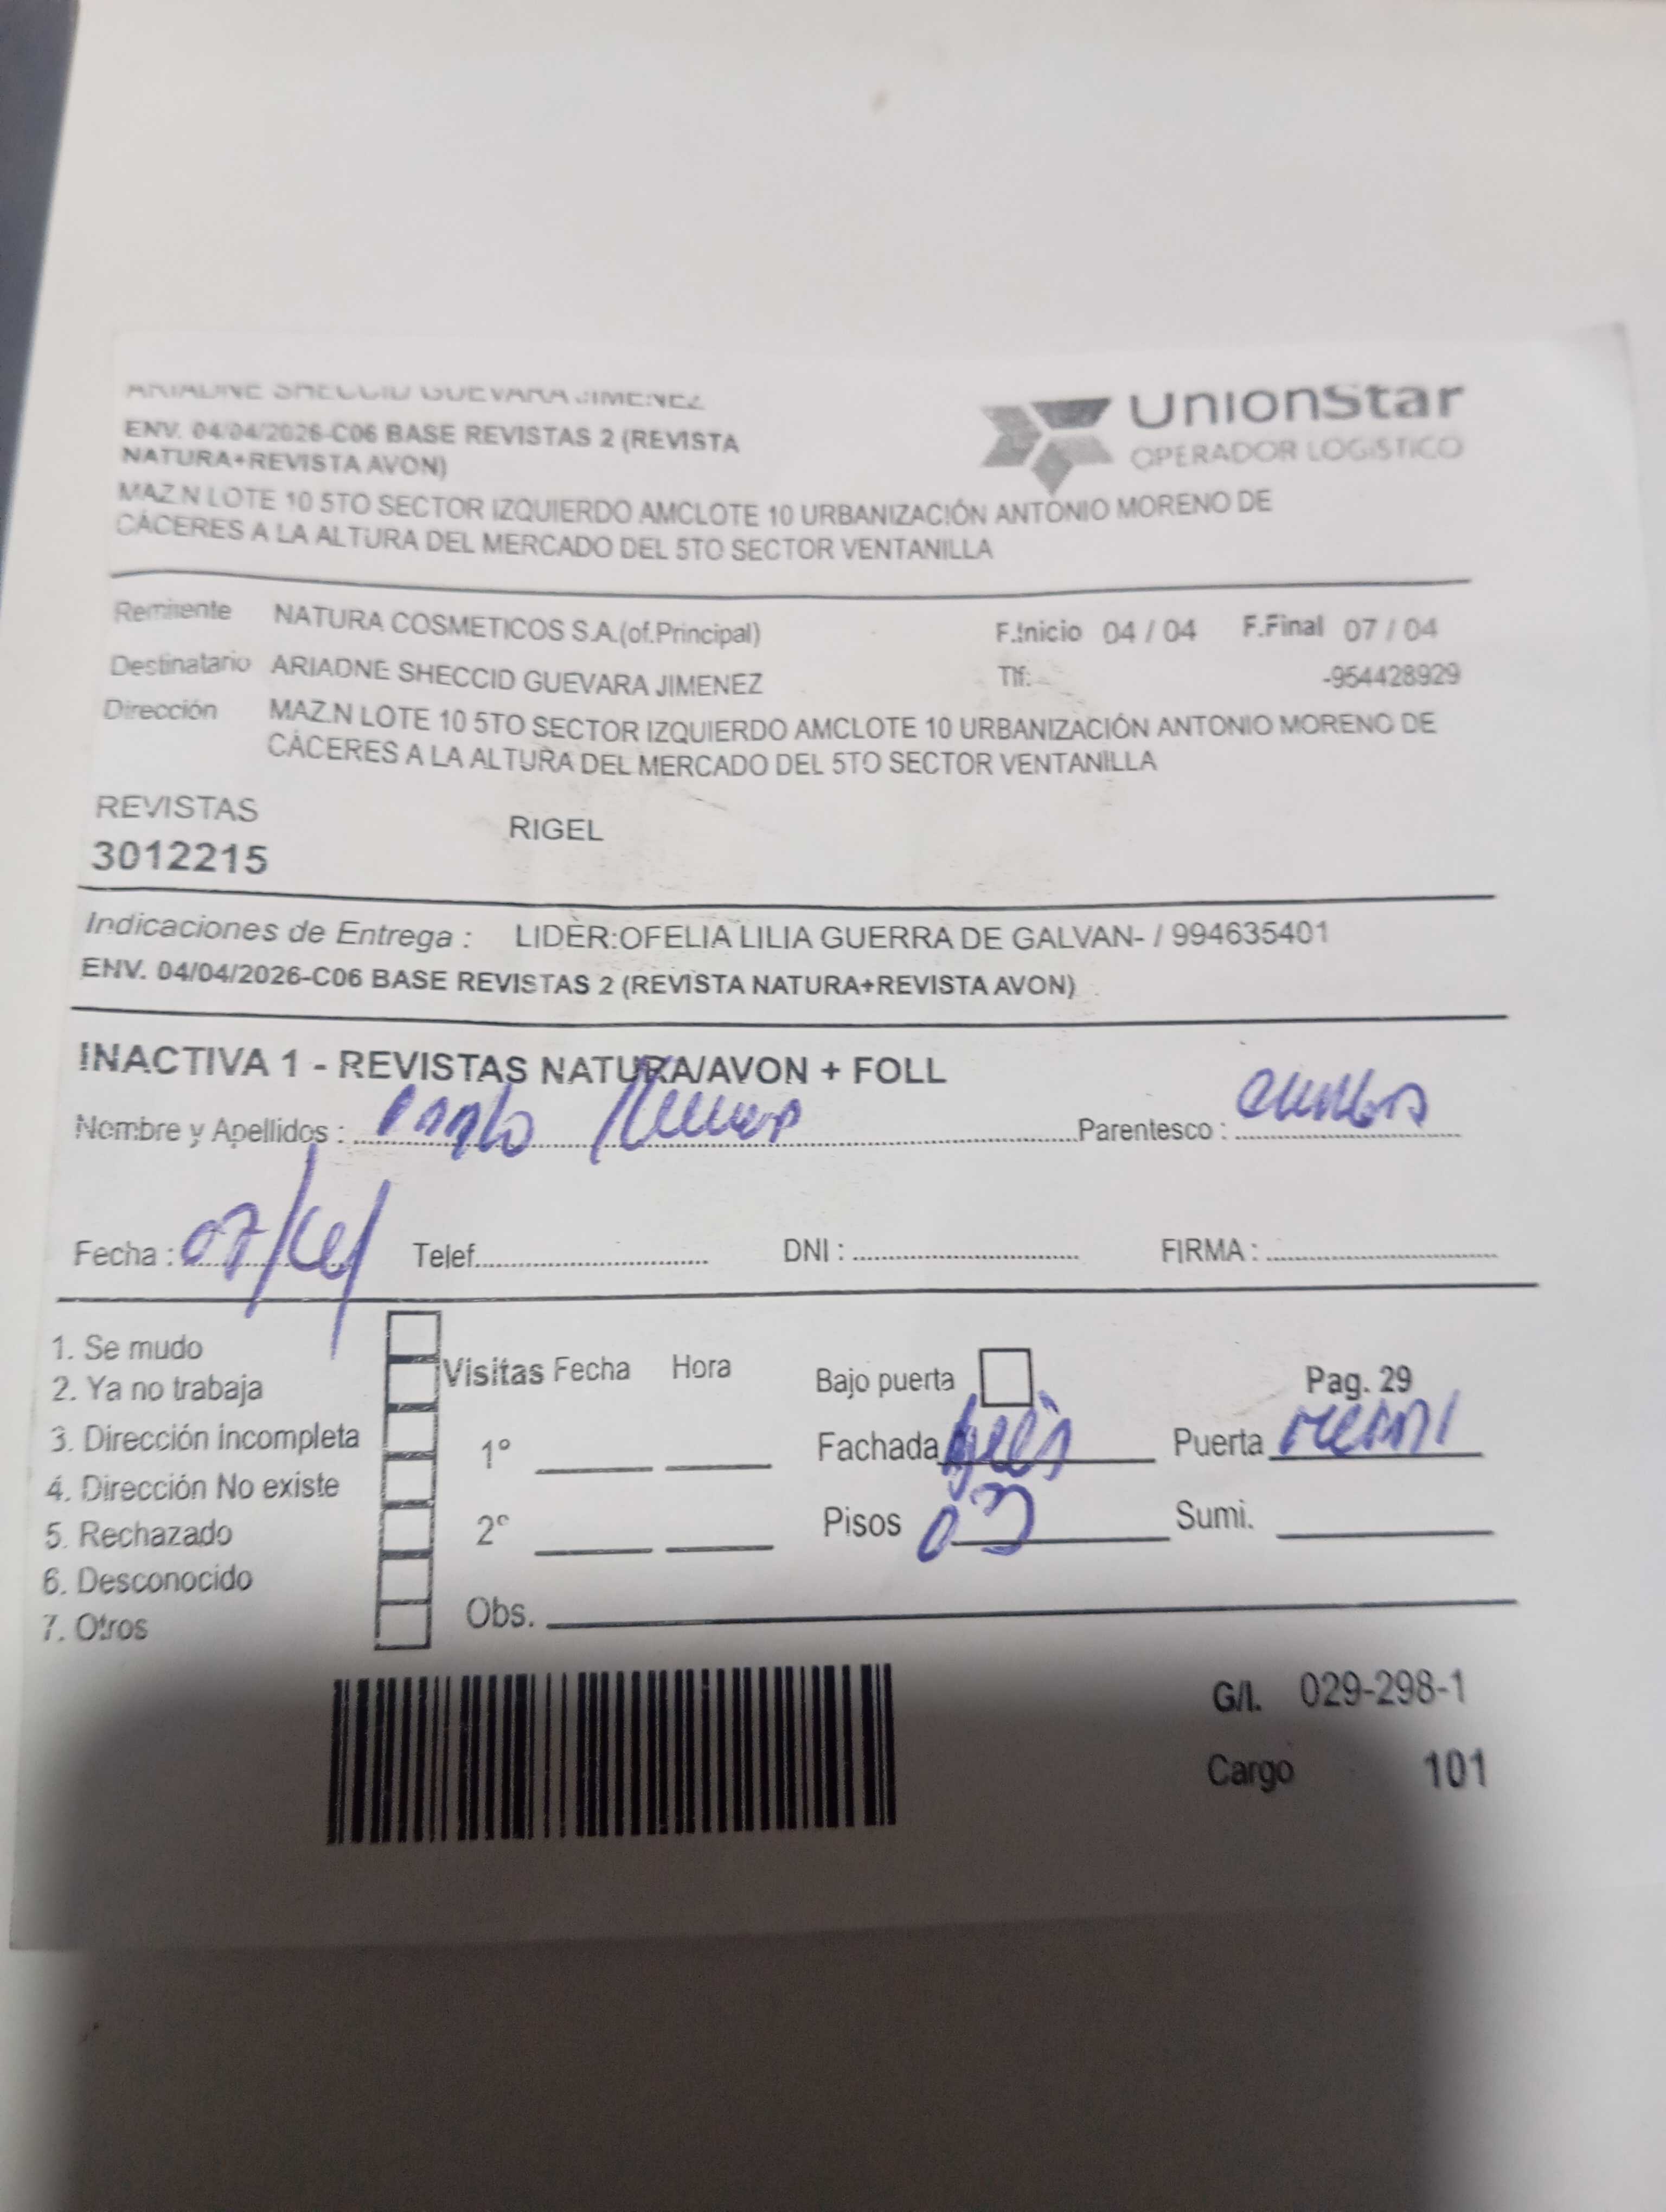 ARIADNE SHECCID GUEVARA JIMENEZ
UnionStar
OPERADOR LOGISTICO
ENV. 04/04/2026-C06 BASE REVISTAS 2 (REVISTA
NATURA+REVISTA AVON)
MAZ.N LOTE 10 5TO SECTOR IZQUIERDO AMCLOTE 10 URBANIZACIÓN ANTONIO MORENO DE
CÁCERES A LA ALTURA DEL MERCADO DEL 5TO SECTOR VENTANILLA
Remitente NATURA COSMETICOS S.A.(of.Principal) F.Inicio 04 / 04 F.Final 07 / 04
Destinatario ARIADNE SHECCID GUEVARA JIMENEZ Tlf: -954428929
Dirección MAZ.N LOTE 10 5TO SECTOR IZQUIERDO AMCLOTE 10 URBANIZACIÓN ANTONIO MORENO DE
CÁCERES A LA ALTURA DEL MERCADO DEL 5TO SECTOR VENTANILLA
REVISTAS RIGEL
3012215
Indicaciones de Entrega : LIDER:OFELIA LILIA GUERRA DE GALVAN- / 994635401
ENV. 04/04/2026-C06 BASE REVISTAS 2 (REVISTA NATURA+REVISTA AVON)
INACTIVA 1 - REVISTAS NATURA/AVON + FOLL
Nombre y Apellidos : Parentesco :
Fecha : 07/04/ Telef. DNI : FIRMA :
1. Se mudo
2. Ya no trabaja
3. Dirección incompleta
4. Dirección No existe
5. Rechazado
6. Desconocido
7. Otros
Visitas Fecha Hora
1º
2º
Bajo puerta Pag. 29
Fachada Puerta
Pisos 03 Sumi.
Obs.
G/I. 029-298-1
Cargo 101